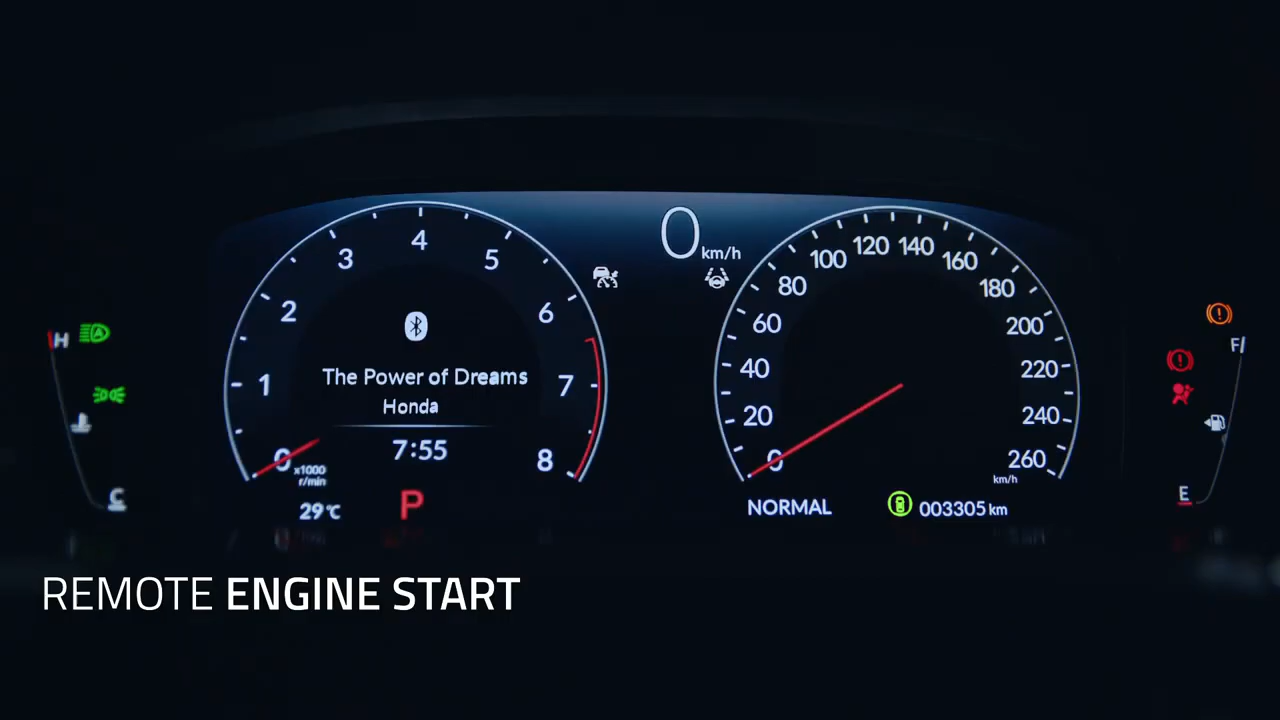 0 km/h
4
3
5
2
6
1
7
0
8
x1000
r/min
The Power of Dreams
Honda
7:55
29°C
P
120
140
100
160
80
180
60
200
40
220
20
240
0
260
km/h
NORMAL
003305 km
H
A
C
F
E
REMOTE ENGINE START